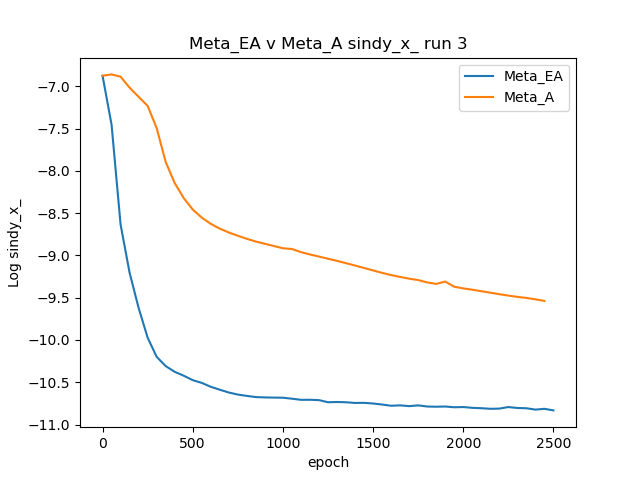 Meta_EA v Meta_A sindy_x_ run 3
Meta_EA
Meta_A
Log sindy_x_
−7.0
−7.5
−8.0
−8.5
−9.0
−9.5
−10.0
−10.5
−11.0
0 500 1000 1500 2000 2500
epoch